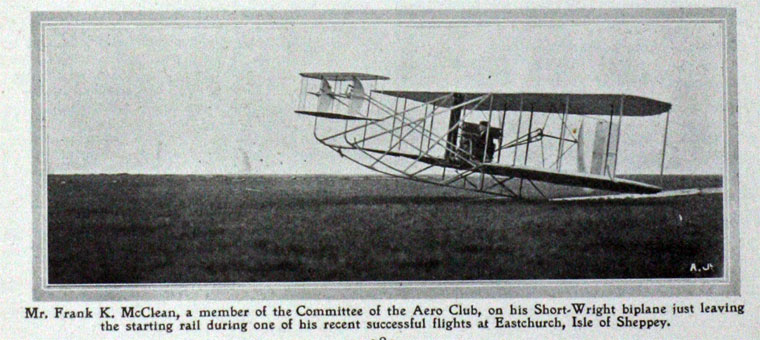 A.S.
Mr. Frank K. McClean, a member of the Committee of the Aero Club, on his Short-Wright biplane just leaving
the starting rail during one of his recent successful flights at Eastchurch, Isle of Sheppey.